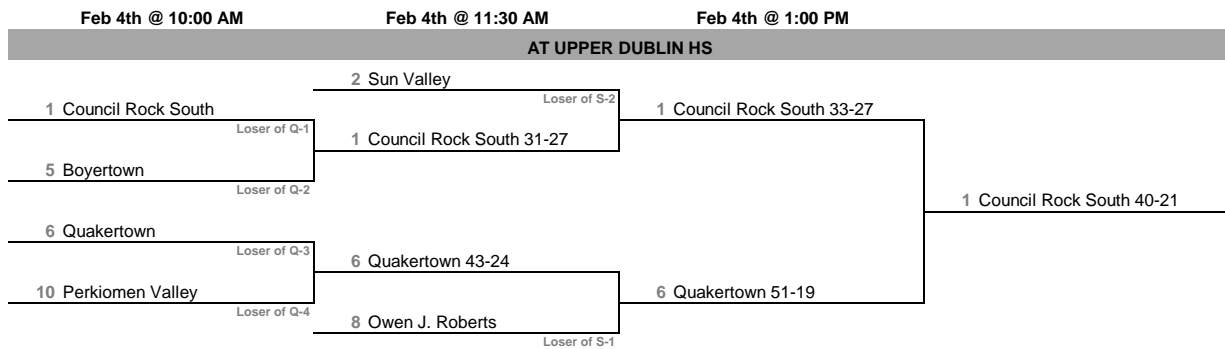 Feb 4th @ 10:00 AM Feb 4th @ 11:30 AM Feb 4th @ 1:00 PM
AT UPPER DUBLIN HS
2 Sun Valley
Loser of S-2
1 Council Rock South
1 Council Rock South 33-27
Loser of Q-1
1 Council Rock South 31-27
5 Boyertown
Loser of Q-2
1 Council Rock South 40-21
6 Quakertown
Loser of Q-3
6 Quakertown 43-24
10 Perkiomen Valley
6 Quakertown 51-19
Loser of Q-4
8 Owen J. Roberts
Loser of S-1